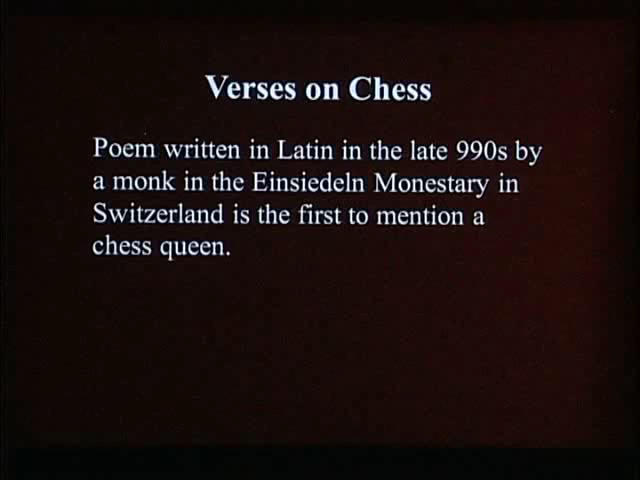 Verses on Chess
Poem written in Latin in the late 990s by
a monk in the Einsiedeln Monestary in
Switzerland is the first to mention a
chess queen.